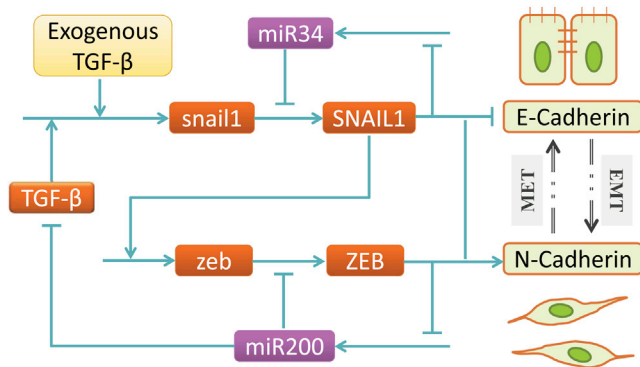 Exogenous
TGF-β
miR34
snail1
SNAIL1
E-Cadherin
TGF-β
MET
EMT
zeb
ZEB
N-Cadherin
miR200